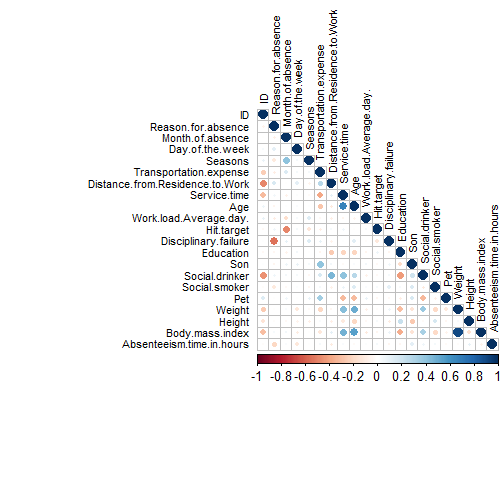 ID
Reason.for.absence
Month.of.absence
Day.of.the.week
Seasons
Transportation.expense
Distance.from.Residence.to.Work
Service.time
Age
Work.load.Average.day.
Hit.target
Disciplinary.failure
Education
Son
Social.drinker
Social.smoker
Pet
Weight
Height
Body.mass.index
Absenteeism.time.in.hours
ID
Reason.for.absence
Month.of.absence
Day.of.the.week
Seasons
Transportation.expense
Distance.from.Residence.to.Work
Service.time
Age
Work.load.Average.day.
Hit.target
Disciplinary.failure
Education
Son
Social.drinker
Social.smoker
Pet
Weight
Height
Body.mass.index
Absenteeism.time.in.hours
-1 -0.8 -0.6 -0.4 -0.2 0 0.2 0.4 0.6 0.8 1